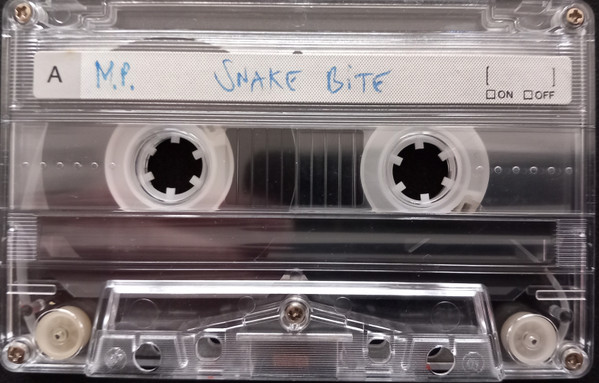 A M.P. SNAKE BiTE [ ]
☐ON ☐OFF